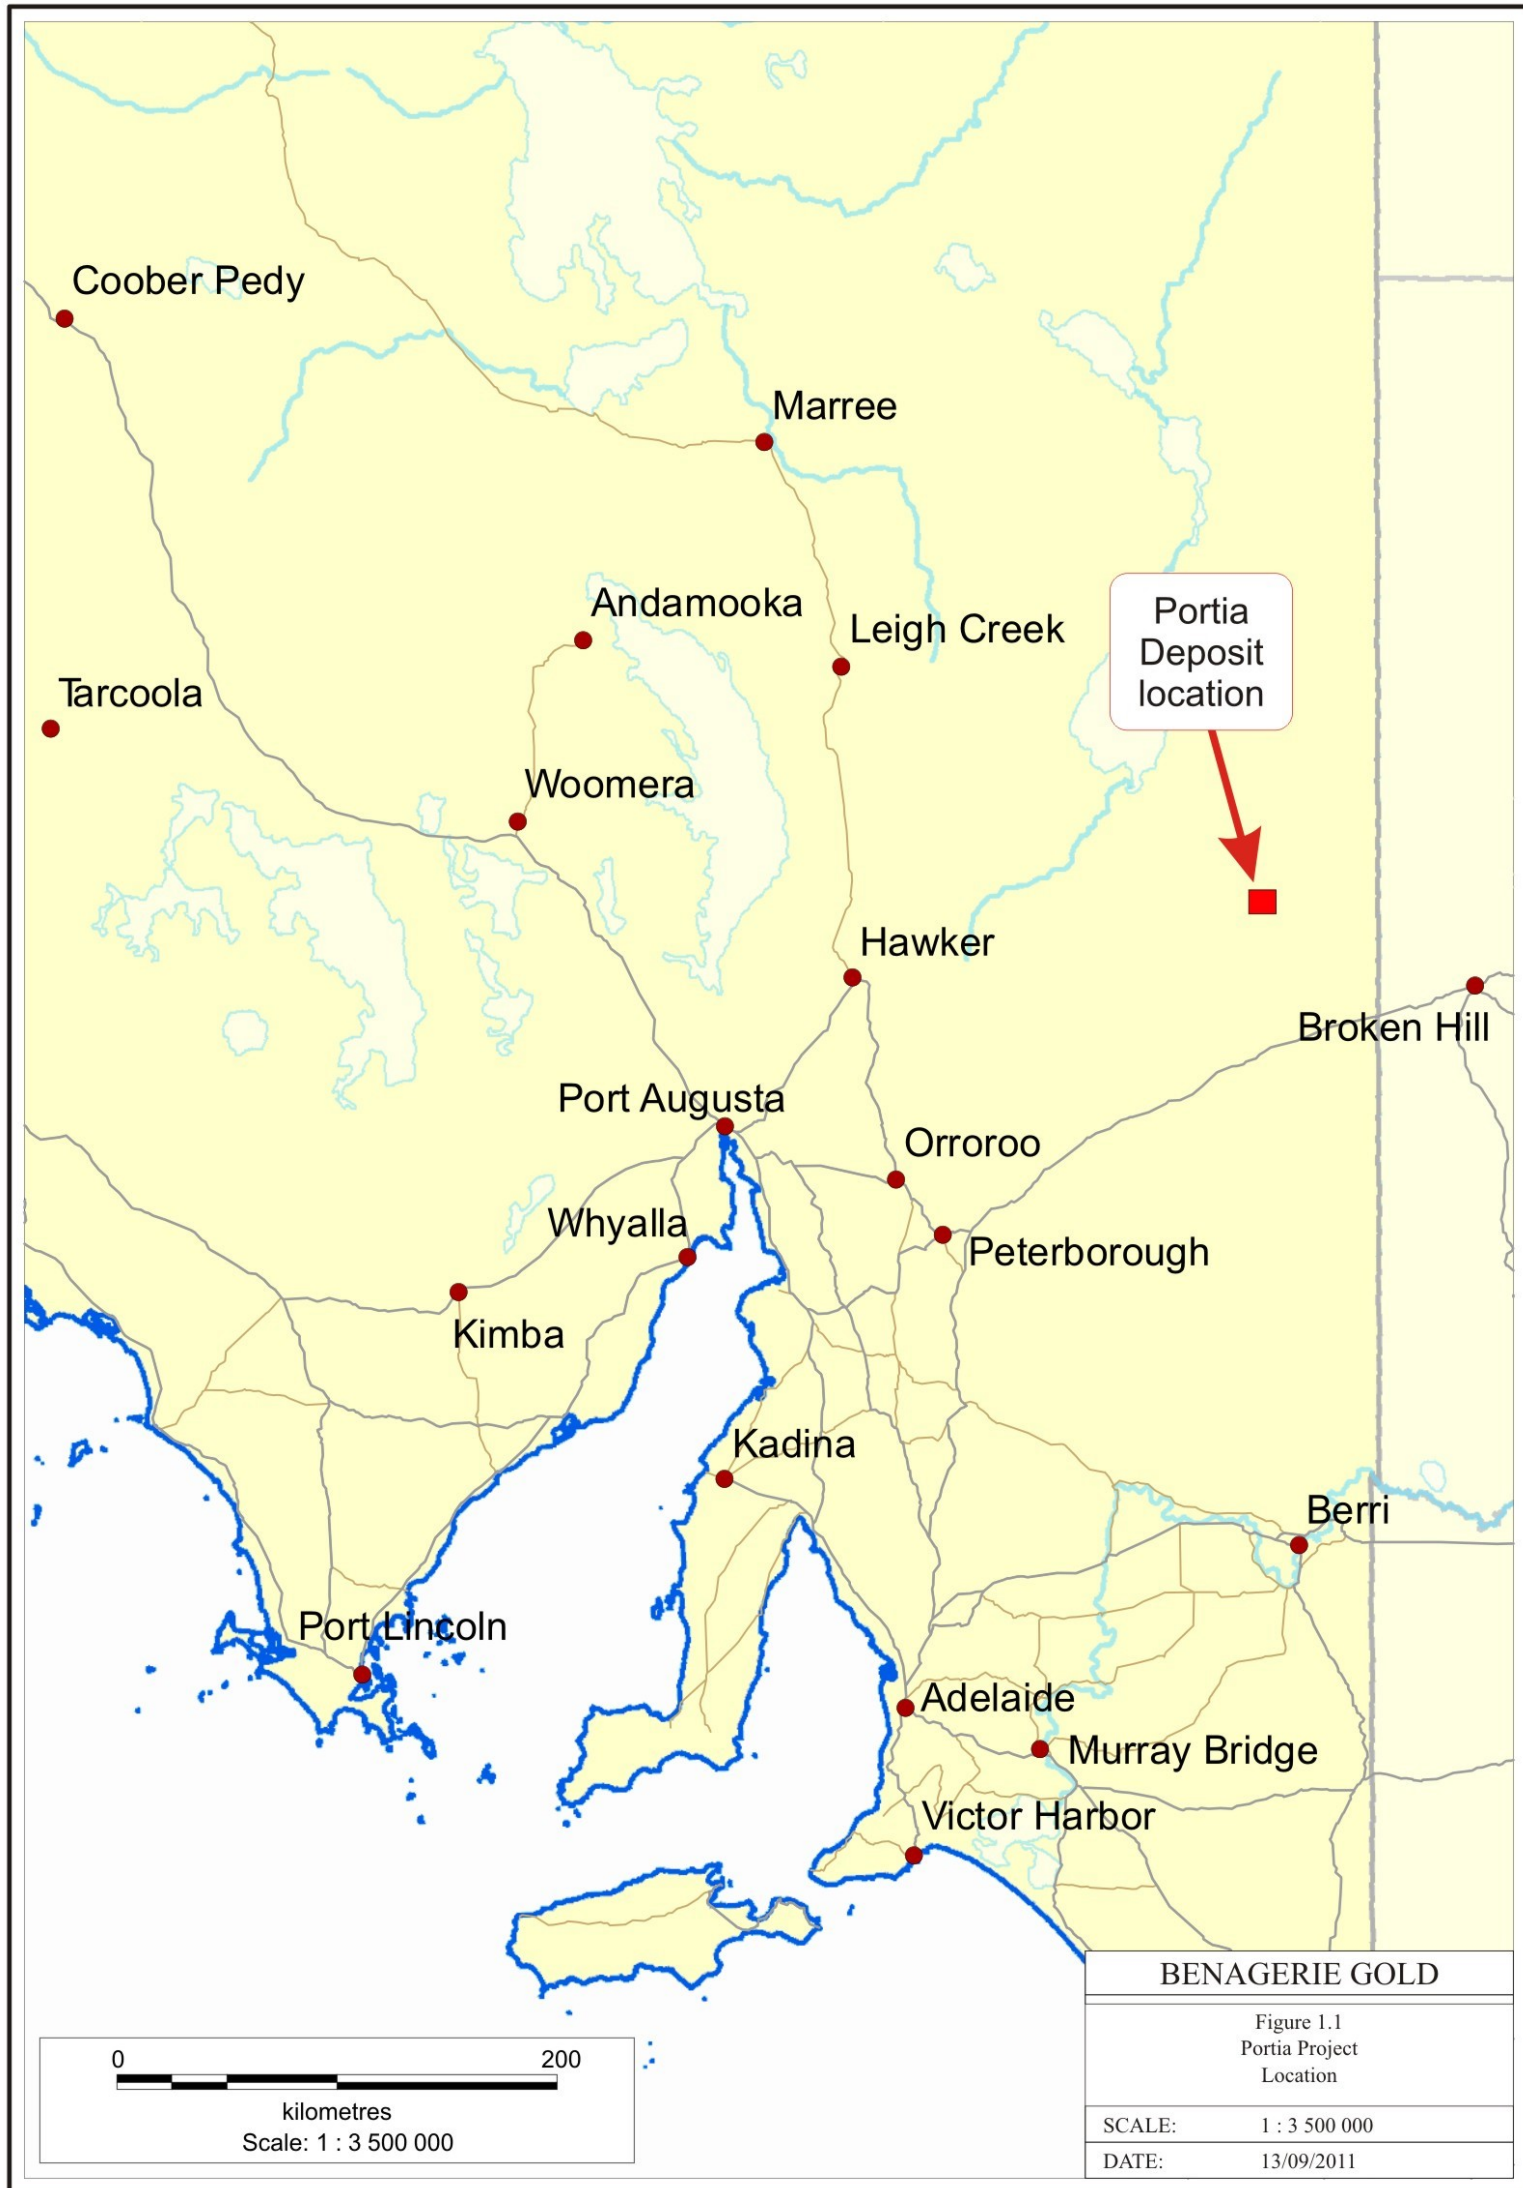 Coober Pedy
Marree
Andamooka
Leigh Creek
Portia
Deposit
location
Tarcoola
Woomera
Hawker
Broken Hill
Port Augusta
Orroroo
Whyalla
Peterborough
Kimba
Kadina
Berri
Port Lincoln
Adelaide
Murray Bridge
Victor Harbor
BENAGERIE GOLD
Figure 1.1
Portia Project
Location
SCALE: 1 : 3 500 000
DATE: 13/09/2011
0 200
kilometres
Scale: 1 : 3 500 000